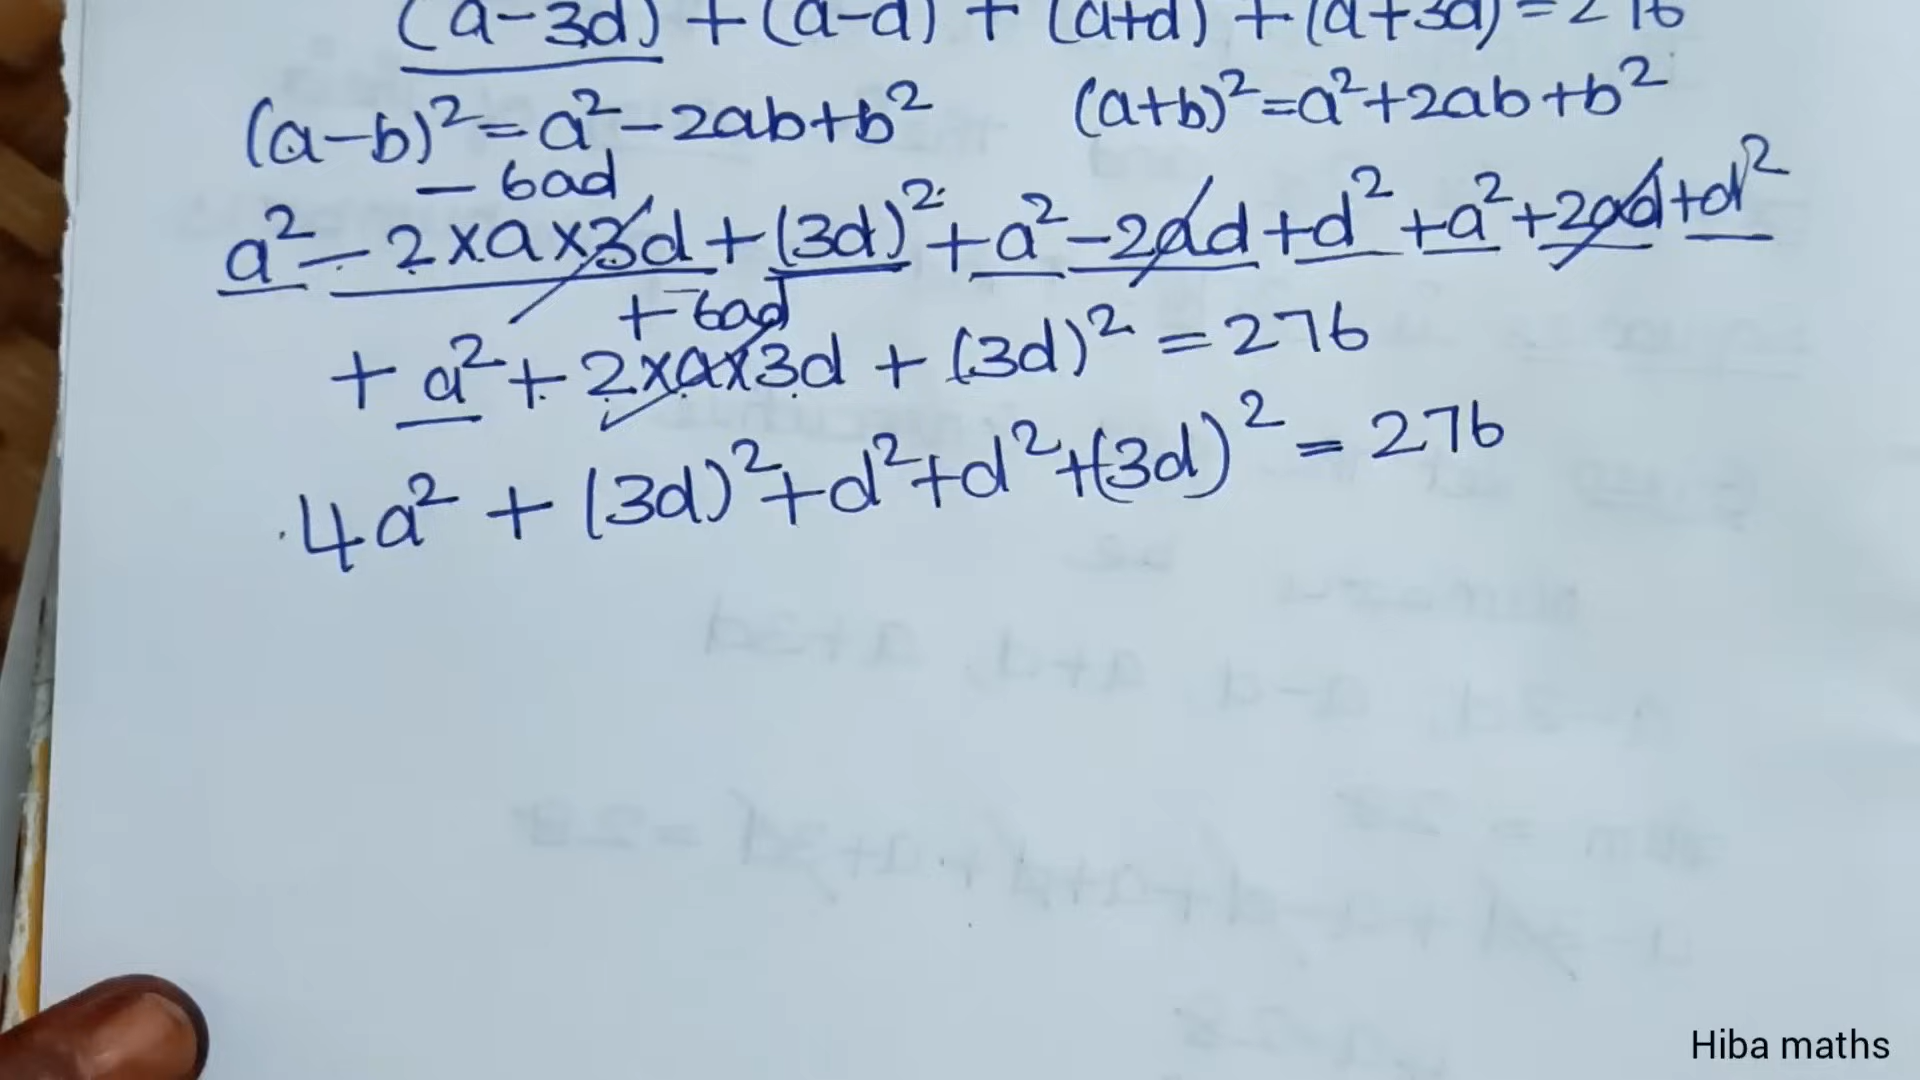 (a-3d) + (a-d) + (a+d) + (a+3d) = 276
(a-b)²=a²-2ab+b² (a+b)²=a²+2ab+b²
- 6ad
a² - 2×a×3d + (3d)² + a² - 2ad + d² + a² + 2ad + d²
+ 6ad
+ a² + 2×a×3d + (3d)² = 276
4a² + (3d)² + d² + d² + (3d)² = 276
Hiba maths